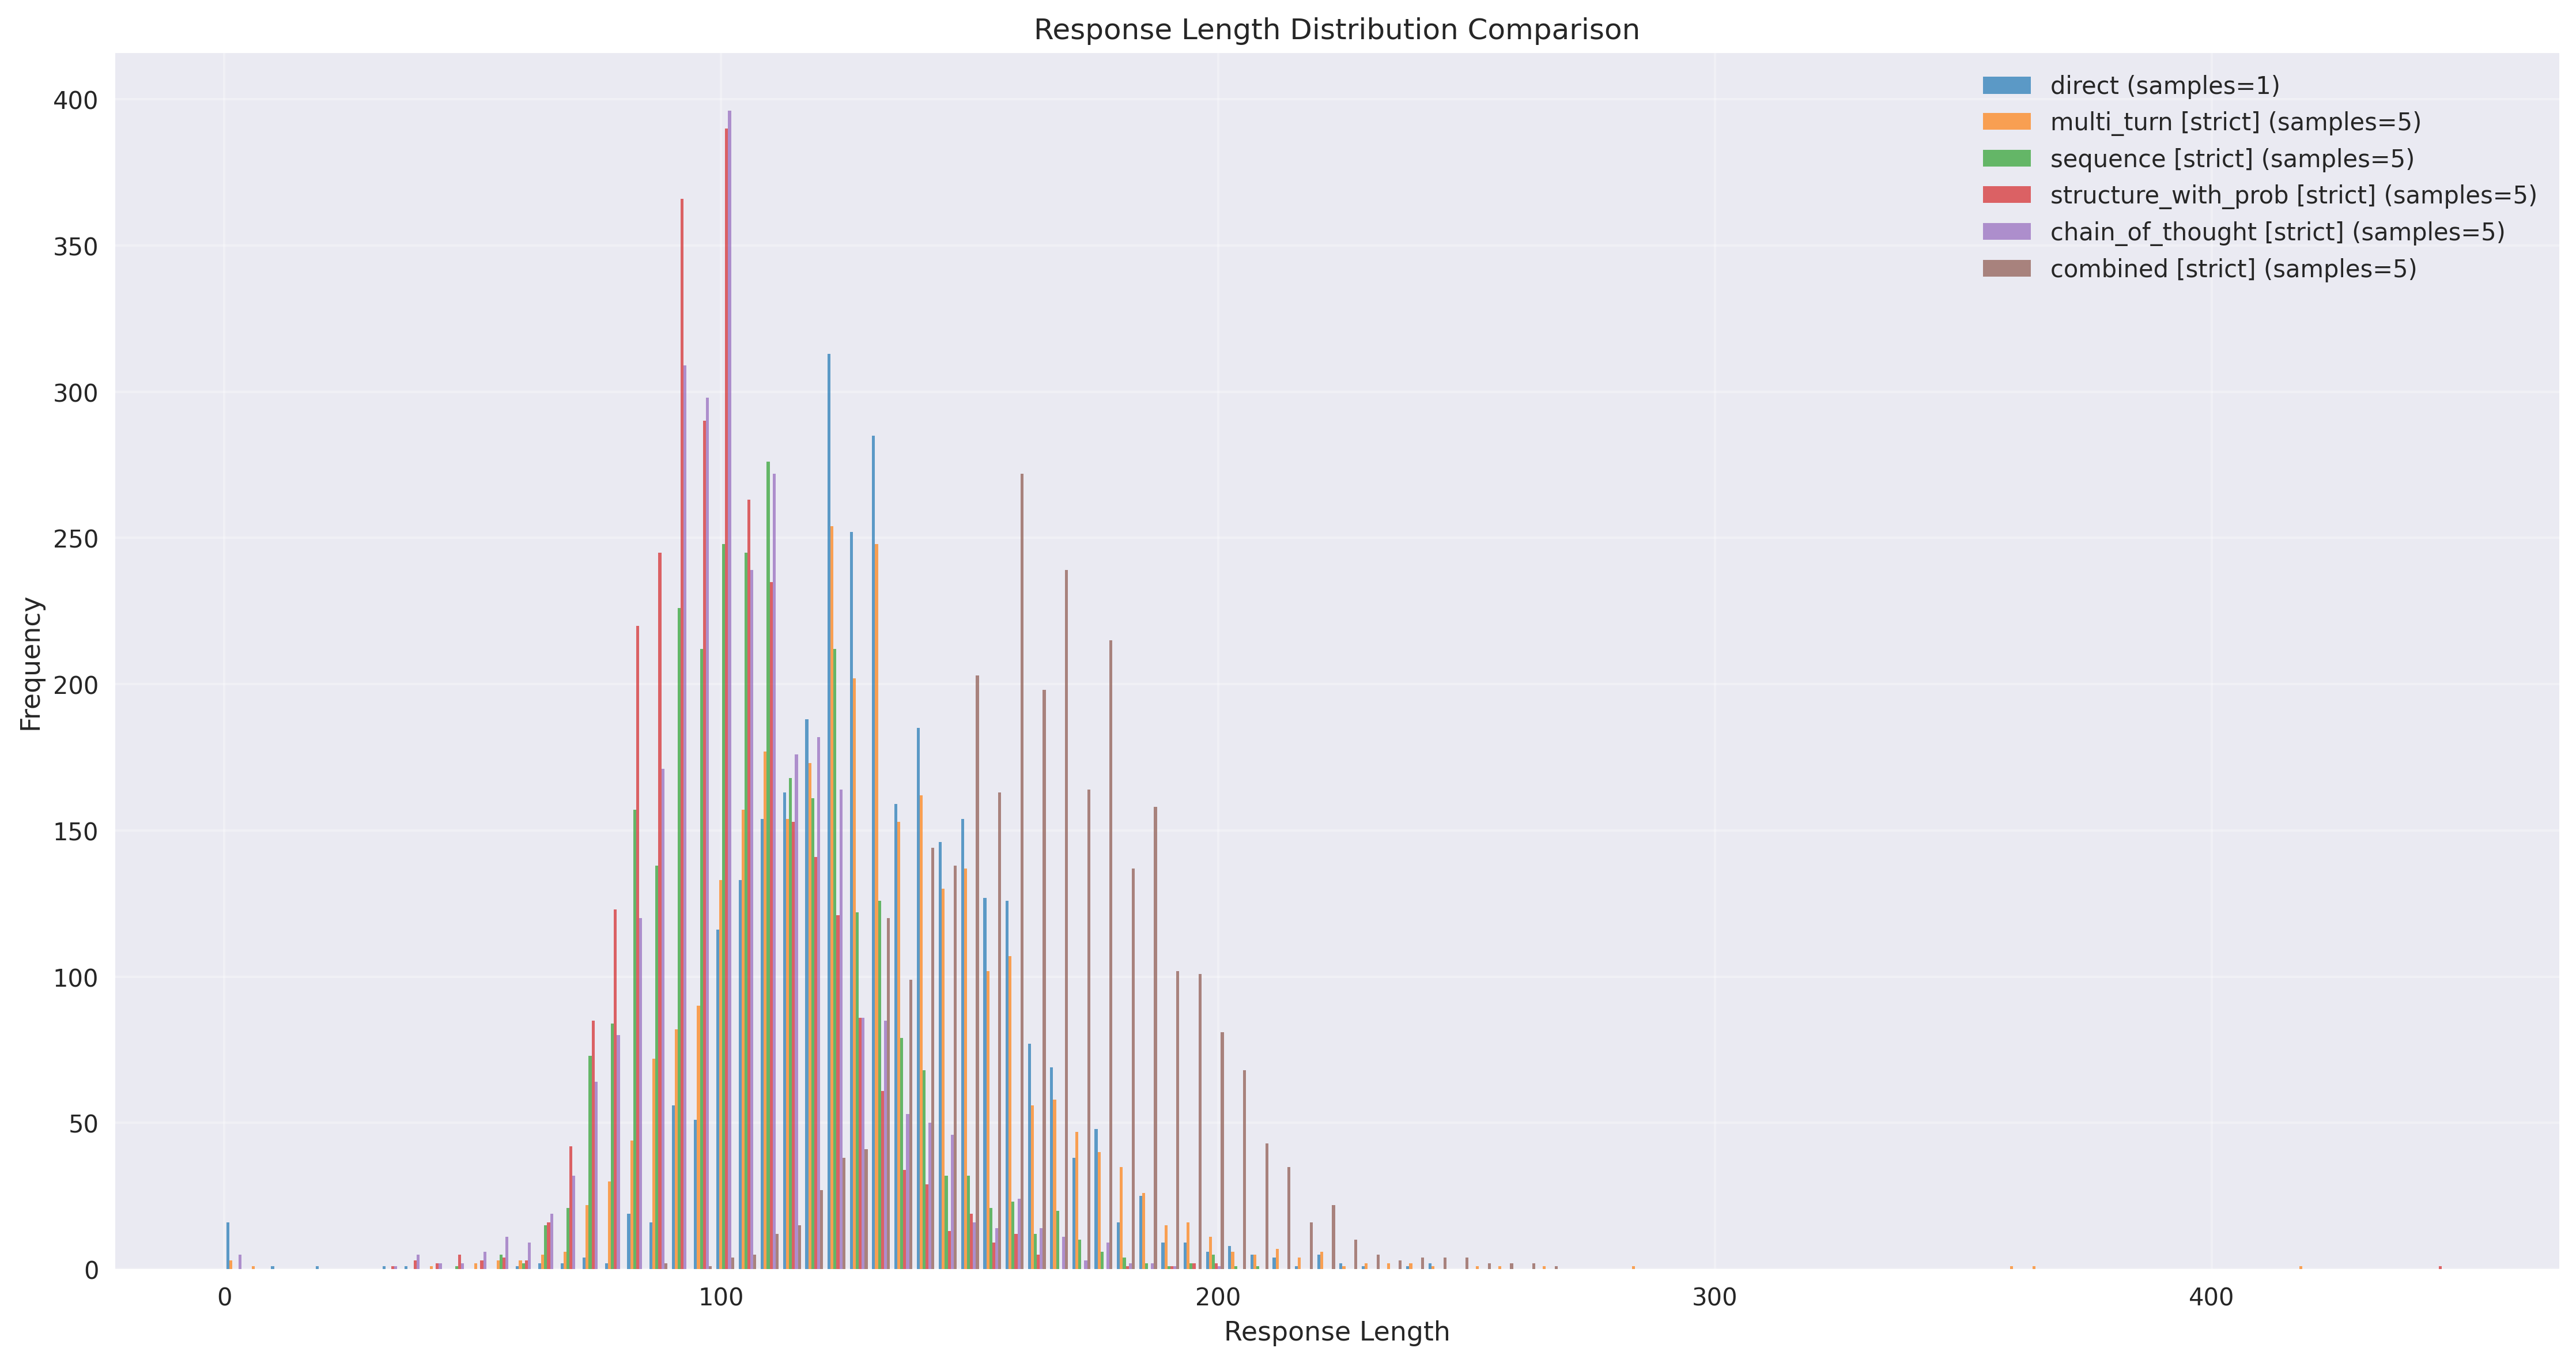 Response Length Distribution Comparison
direct (samples=1)
multi_turn [strict] (samples=5)
sequence [strict] (samples=5)
structure_with_prob [strict] (samples=5)
chain_of_thought [strict] (samples=5)
combined [strict] (samples=5)
400
350
300
250
200
150
100
50
0
Frequency
0 100 200 300 400
Response Length